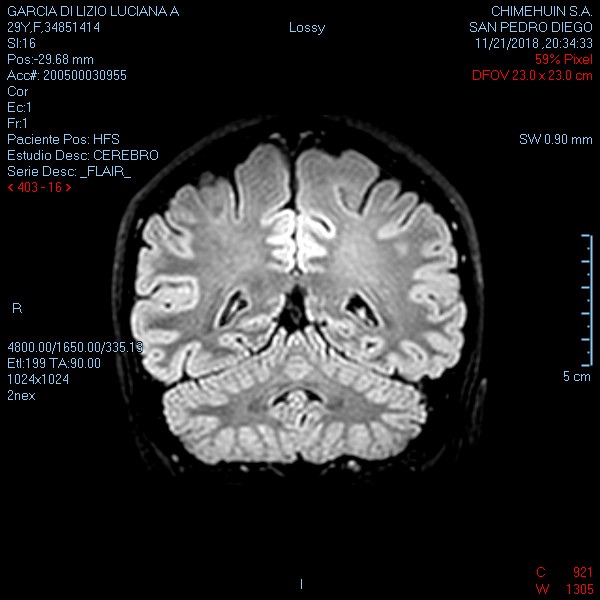 GARCIA DI LIZIO LUCIANA A
29Y,F,34851414
Sl:16
Pos:-29.68 mm
Acc#: 200500030955
Cor
Ec:1
Fr:1
Paciente Pos: HFS
Estudio Desc: CEREBRO
Serie Desc: _FLAIR_
< 403 - 16 >
Lossy
CHIMEHUIN S.A.
SAN PEDRO DIEGO
11/21/2018 ,20:34:33
59% Pixel
DFOV 23.0 x 23.0 cm
SW 0.90 mm
R
4800.00/1650.00/335.13
Etl:199 TA:90.00
1024x1024
2nex
5 cm
I
C 921
W 1305